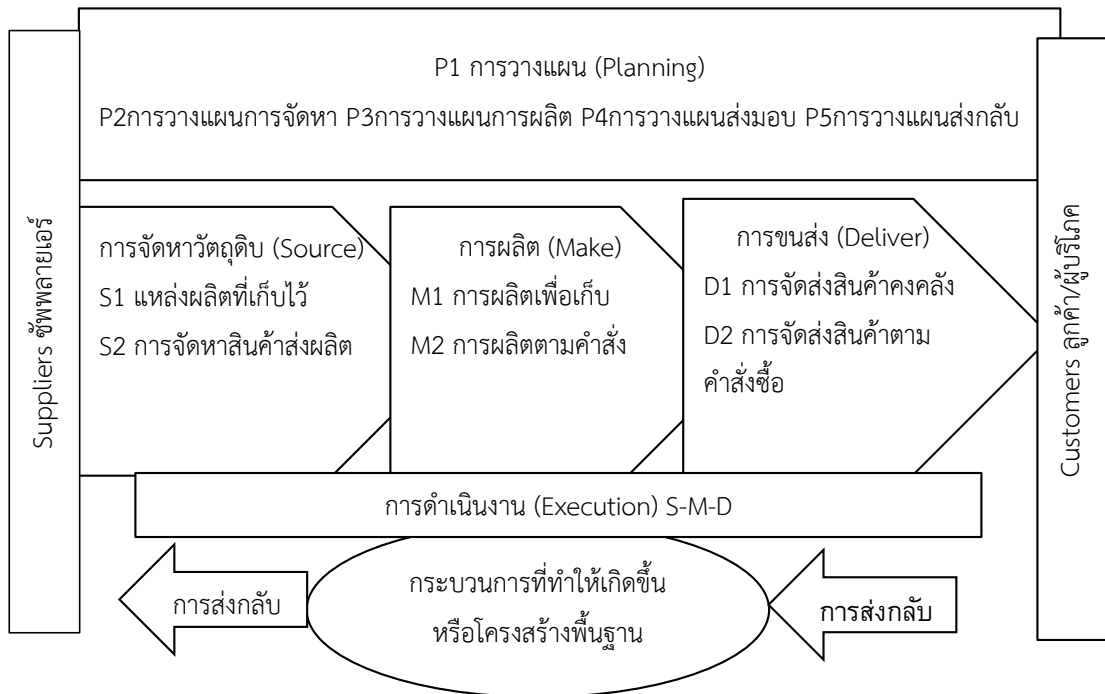 P1 การวางแผน (Planning)
P2การวางแผนการจัดหา P3การวางแผนการผลิต P4การวางแผนส่งมอบ P5การวางแผนส่งกลับ
Suppliers ซัพพลายเออร์
การจัดหาวัตถุดิบ (Source)
S1 แหล่งผลิตที่เก็บไว้
S2 การจัดหาสินค้าส่งผลิต
การผลิต (Make)
M1 การผลิตเพื่อเก็บ
M2 การผลิตตามคำสั่ง
การขนส่ง (Deliver)
D1 การจัดส่งสินค้าคงคลัง
D2 การจัดส่งสินค้าตาม
คำสั่งซื้อ
Customers ลูกค้า/ผู้บริโภค
การดำเนินงาน (Execution) S-M-D
การส่งกลับ
กระบวนการที่ทำให้เกิดขึ้น
หรือโครงสร้างพื้นฐาน
การส่งกลับ